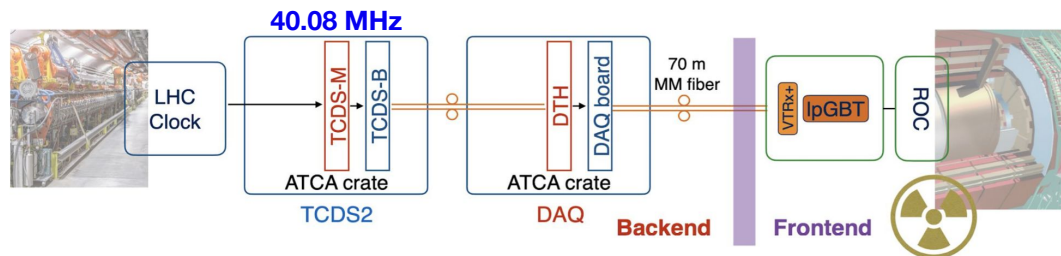 40.08 MHz
LHC
Clock
TCDS-M
TCDS-B
ATCA crate
TCDS2
DTH
DAQ board
ATCA crate
DAQ
70 m
MM fiber
Backend
Frontend
VTRx+
lpGBT
ROC